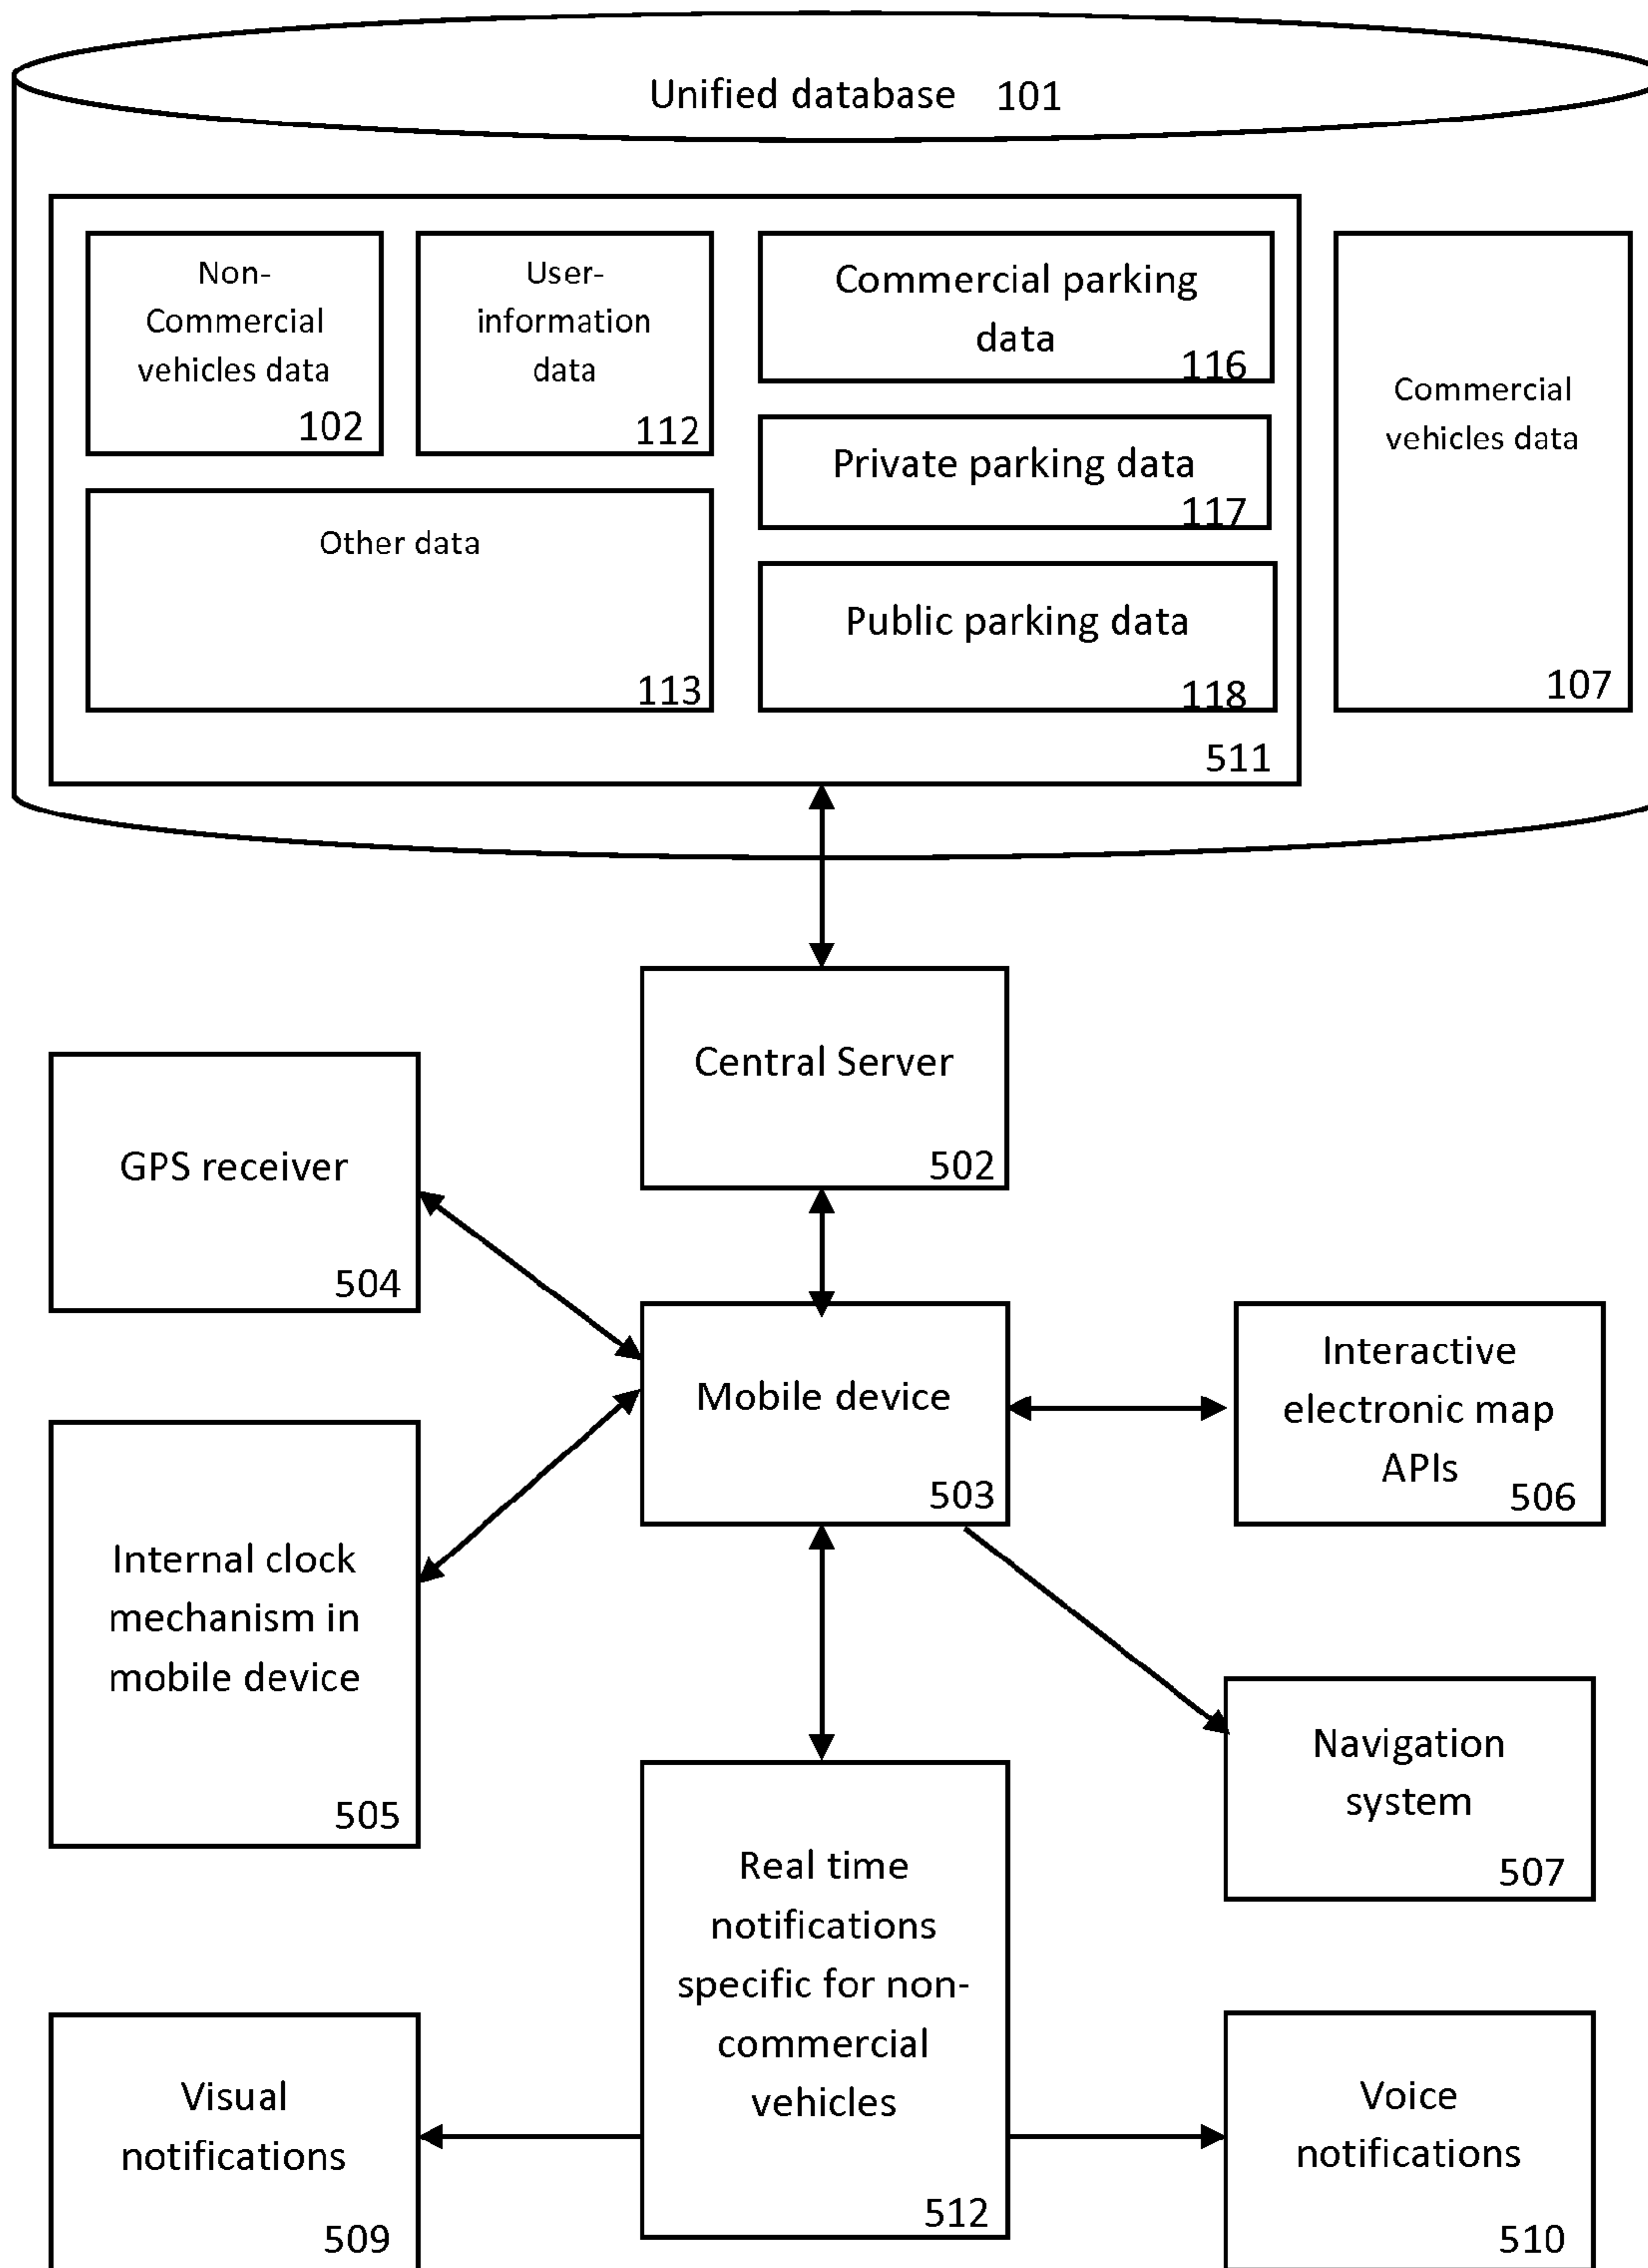 Unified database 101
Non-
Commercial
vehicles data
102
User-
information
data
112
Commercial parking
data
116
Private parking data
117
Public parking data
118
Other data
113
511
Commercial
vehicles data
107
Central Server
502
GPS receiver
504
Mobile device
503
Interactive
electronic map
APIs
506
Internal clock
mechanism in
mobile device
505
Navigation
system
507
Real time
notifications
specific for non-
commercial
vehicles
512
Visual
notifications
509
Voice
notifications
510